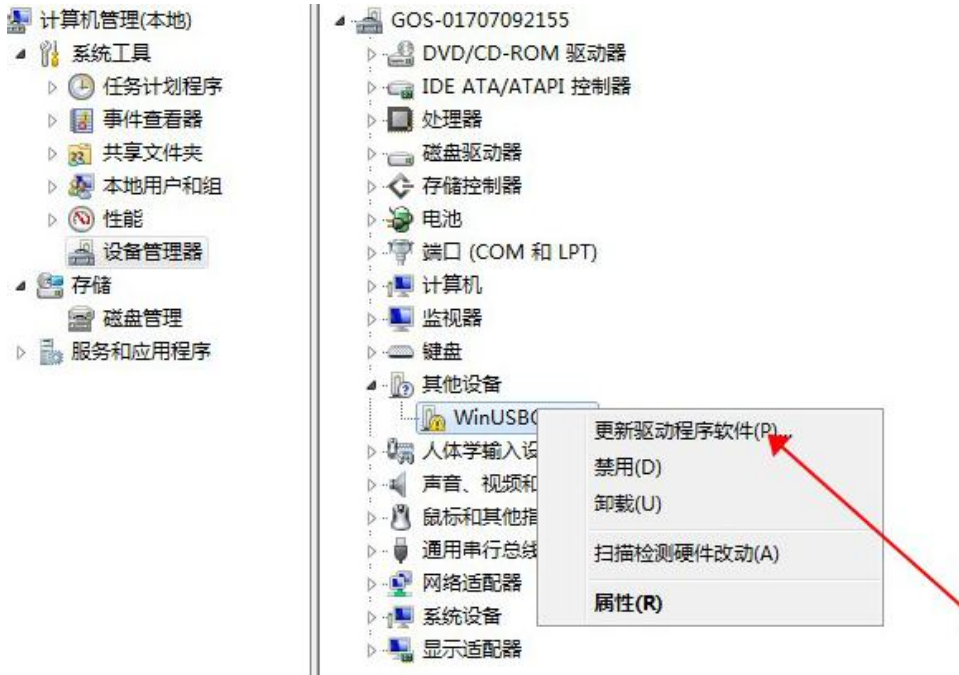 计算机管理(本地)
系统工具
任务计划程序
事件查看器
共享文件夹
本地用户和组
性能
设备管理器
存储
磁盘管理
服务和应用程序
GOS-01707092155
DVD/CD-ROM 驱动器
IDE ATA/ATAPI 控制器
处理器
磁盘驱动器
存储控制器
电池
端口 (COM 和 LPT)
计算机
监视器
键盘
其他设备
WinUSBC
人体学输入设
声音、视频和
鼠标和其他指
通用串行总线
网络适配器
系统设备
显示适配器
更新驱动程序软件(P)...
禁用(D)
卸载(U)
扫描检测硬件改动(A)
属性(R)